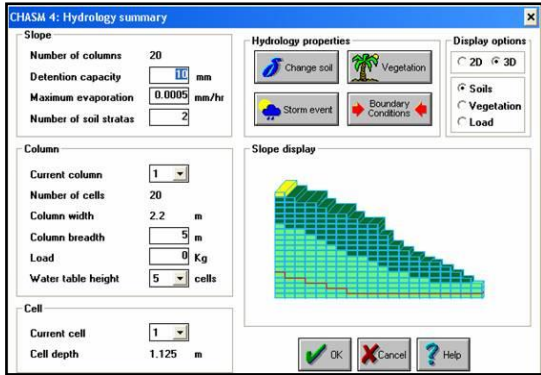 CHASM 4: Hydrology summary
Slope
Number of columns 20
Detention capacity 10 mm
Maximum evaporation 0.0005 mm/hr
Number of soil stratas 2
Hydrology properties
Change soil
Vegetation
Storm event
Boundary Conditions
Display options
2D 3D
Soils
Vegetation
Load
Column
Current column 1
Number of cells 20
Column width 2.2 m
Column breadth 5 m
Load 0 Kg
Water table height 5 cells
Slope display
Cell
Current cell 1
Cell depth 1.125 m
OK Cancel Help